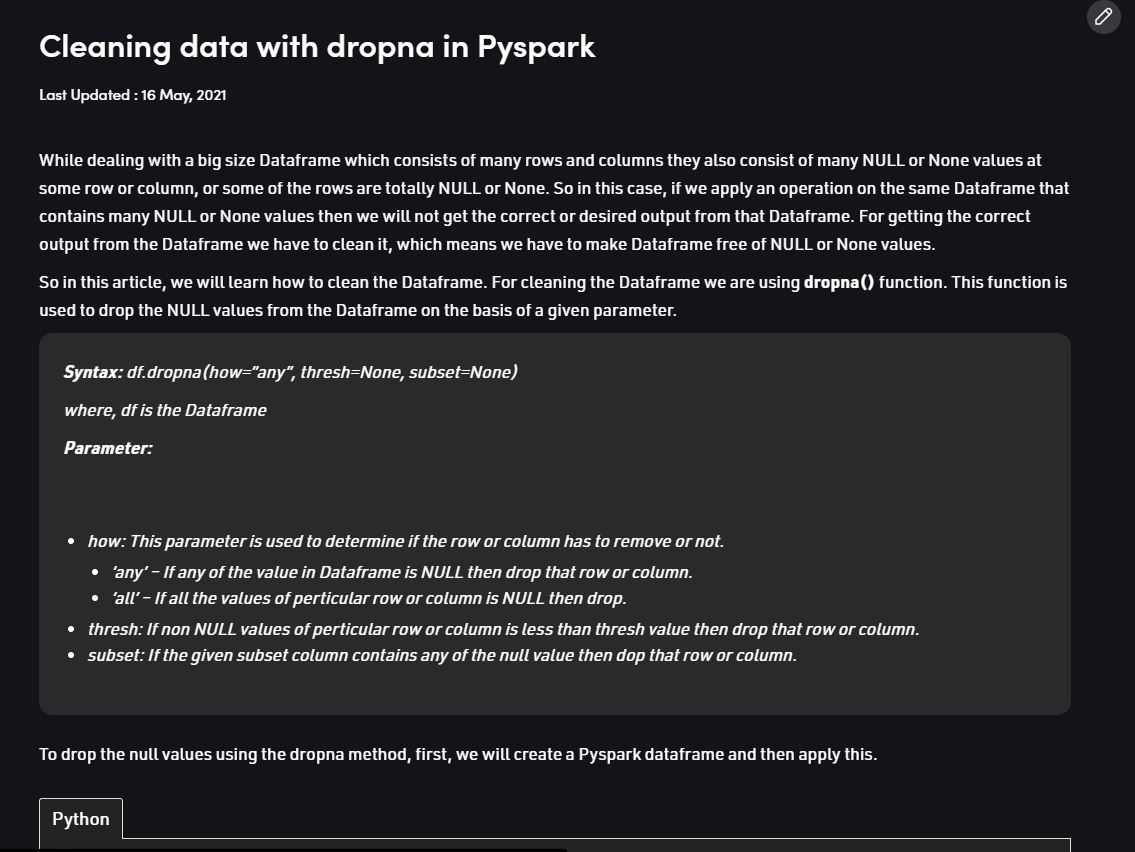 Cleaning data with dropna in Pyspark
Last Updated : 16 May, 2021
While dealing with a big size Dataframe which consists of many rows and columns they also consist of many NULL or None values at
some row or column, or some of the rows are totally NULL or None. So in this case, if we apply an operation on the same Dataframe that
contains many NULL or None values then we will not get the correct or desired output from that Dataframe. For getting the correct
output from the Dataframe we have to clean it, which means we have to make Dataframe free of NULL or None values.
So in this article, we will learn how to clean the Dataframe. For cleaning the Dataframe we are using dropna() function. This function is
used to drop the NULL values from the Dataframe on the basis of a given parameter.
Syntax: df.dropna(how="any", thresh=None, subset=None)
where, df is the Dataframe
Parameter:
• how: This parameter is used to determine if the row or column has to remove or not.
• 'any' – If any of the value in Dataframe is NULL then drop that row or column.
• 'all' – If all the values of perticular row or column is NULL then drop.
• thresh: If non NULL values of perticular row or column is less than thresh value then drop that row or column.
• subset: If the given subset column contains any of the null value then dop that row or column.
To drop the null values using the dropna method, first, we will create a Pyspark dataframe and then apply this.
Python